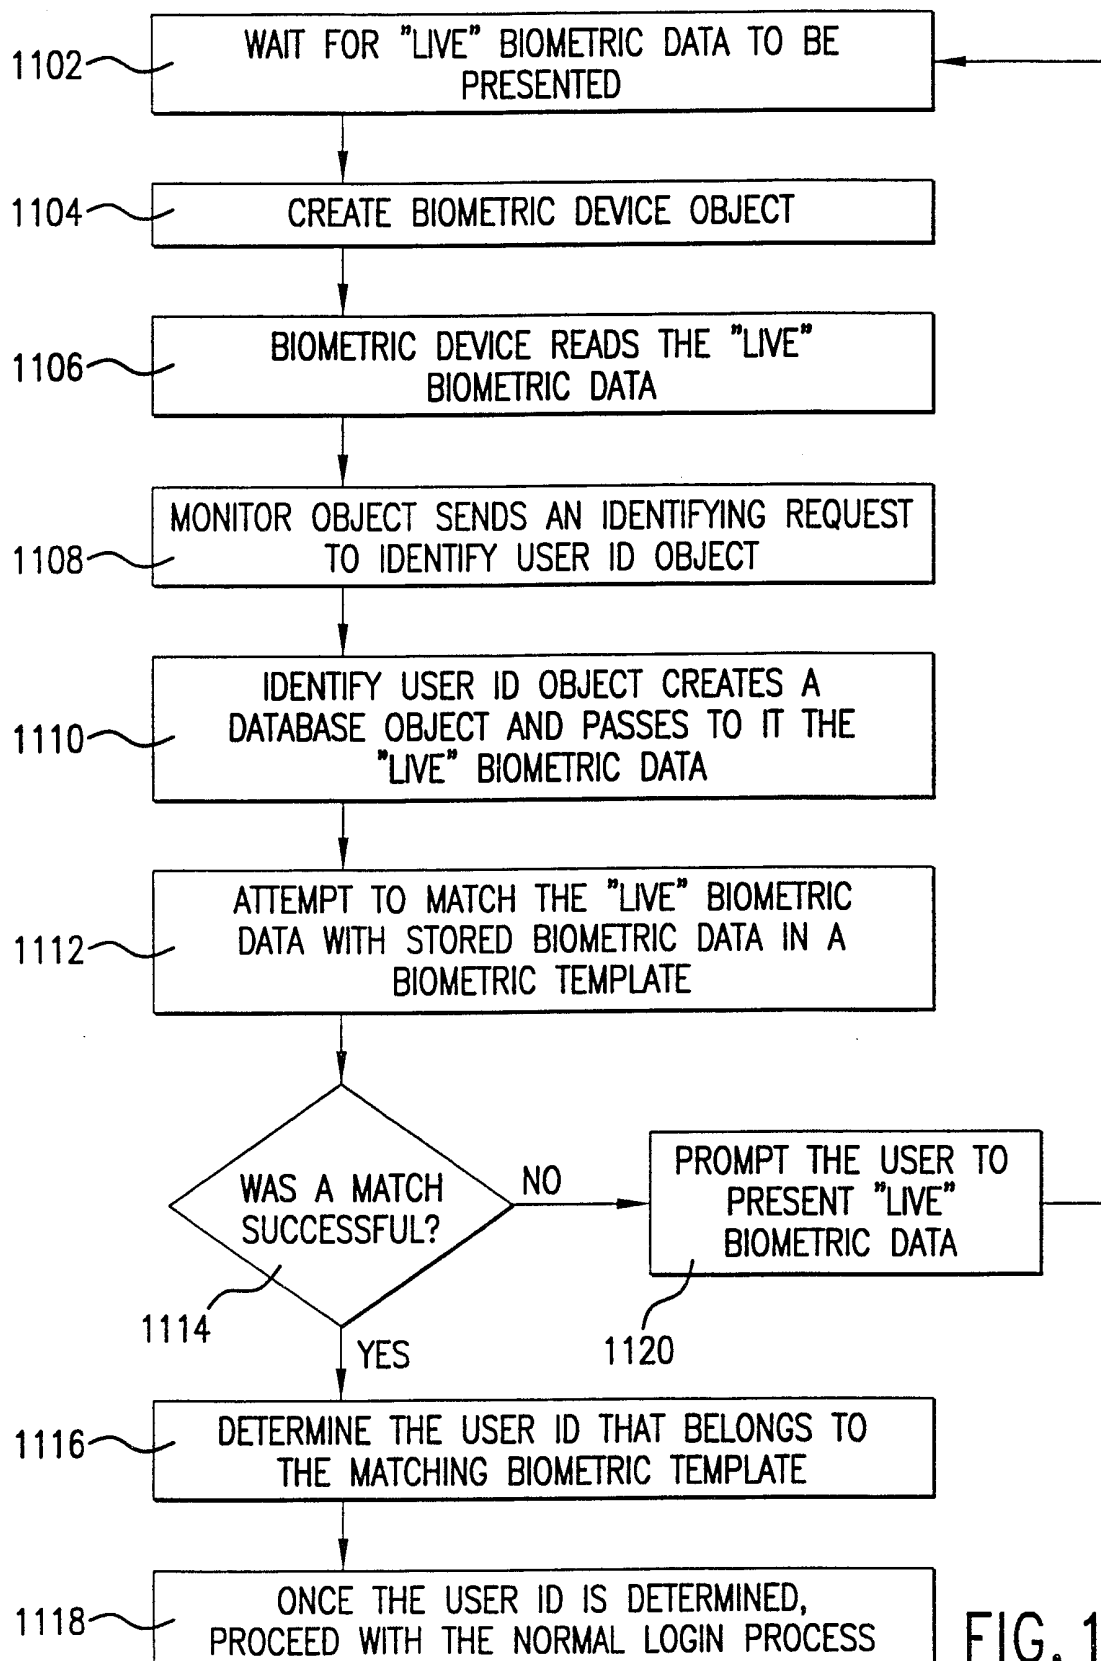 1102
WAIT FOR "LIVE" BIOMETRIC DATA TO BE
PRESENTED
1104
CREATE BIOMETRIC DEVICE OBJECT
1106
BIOMETRIC DEVICE READS THE "LIVE"
BIOMETRIC DATA
1108
MONITOR OBJECT SENDS AN IDENTIFYING REQUEST
TO IDENTIFY USER ID OBJECT
1110
IDENTIFY USER ID OBJECT CREATES A
DATABASE OBJECT AND PASSES TO IT THE
"LIVE" BIOMETRIC DATA
1112
ATTEMPT TO MATCH THE "LIVE" BIOMETRIC
DATA WITH STORED BIOMETRIC DATA IN A
BIOMETRIC TEMPLATE
WAS A MATCH
SUCCESSFUL?
1114
NO
PROMPT THE USER TO
PRESENT "LIVE"
BIOMETRIC DATA
1120
YES
1116
DETERMINE THE USER ID THAT BELONGS TO
THE MATCHING BIOMETRIC TEMPLATE
1118
ONCE THE USER ID IS DETERMINED,
PROCEED WITH THE NORMAL LOGIN PROCESS
FIG. 1